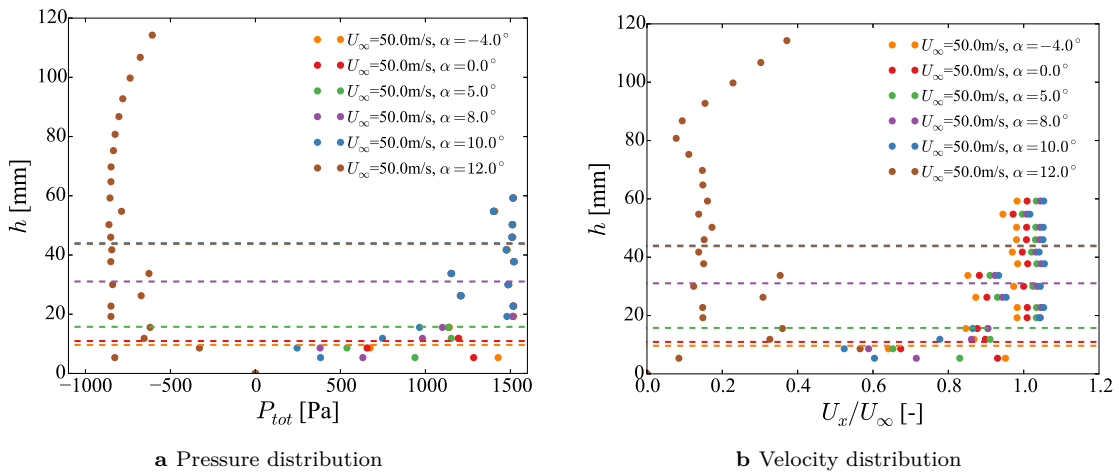 120
100
80
60
40
20
0
h [mm]
U∞=50.0m/s, α=−4.0°
U∞=50.0m/s, α=0.0°
U∞=50.0m/s, α=5.0°
U∞=50.0m/s, α=8.0°
U∞=50.0m/s, α=10.0°
U∞=50.0m/s, α=12.0°
−1000 −500 0 500 1000 1500
P_tot [Pa]
a Pressure distribution
120
100
80
60
40
20
0
h [mm]
U∞=50.0m/s, α=−4.0°
U∞=50.0m/s, α=0.0°
U∞=50.0m/s, α=5.0°
U∞=50.0m/s, α=8.0°
U∞=50.0m/s, α=10.0°
U∞=50.0m/s, α=12.0°
0.0 0.2 0.4 0.6 0.8 1.0 1.2
U_x/U∞ [-]
b Velocity distribution